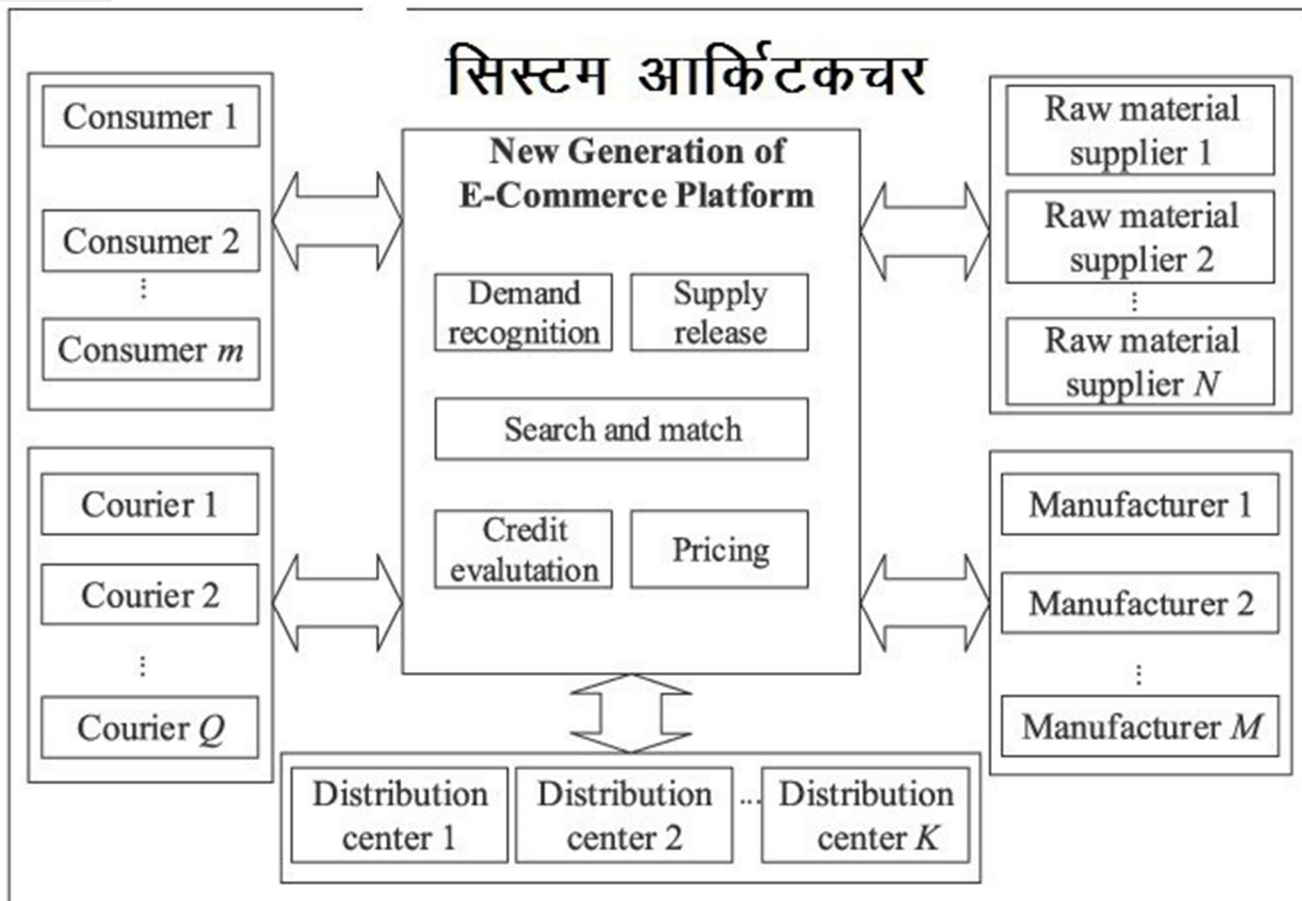 सिस्टम आर्किटकचर
Consumer 1
Consumer 2
⋮
Consumer m
Courier 1
Courier 2
⋮
Courier Q
New Generation of
E-Commerce Platform
Demand
recognition
Supply
release
Search and match
Credit
evalutation
Pricing
Raw material
supplier 1
Raw material
supplier 2
⋮
Raw material
supplier N
Manufacturer 1
Manufacturer 2
⋮
Manufacturer M
Distribution
center 1
Distribution
center 2
...
Distribution
center K